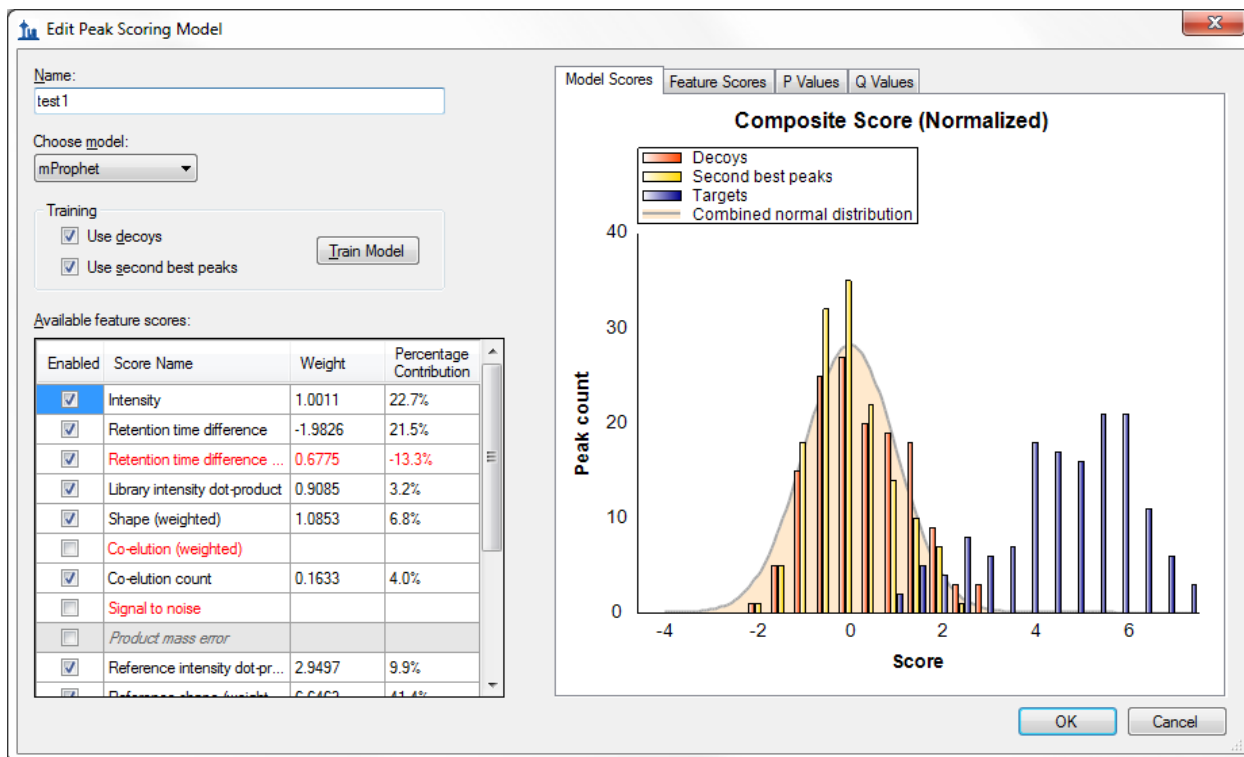 Edit Peak Scoring Model
Name:
test1
Choose model:
mProphet
Training
Use decoys
Use second best peaks
Train Model
Available feature scores:
Enabled Score Name Weight Percentage Contribution
Intensity 1.0011 22.7%
Retention time difference -1.9826 21.5%
Retention time difference ... 0.6775 -13.3%
Library intensity dot-product 0.9085 3.2%
Shape (weighted) 1.0853 6.8%
Co-elution (weighted)
Co-elution count 0.1633 4.0%
Signal to noise
Product mass error
Reference intensity dot-pr... 2.9497 9.9%
Model Scores Feature Scores P Values Q Values
Composite Score (Normalized)
Decoys
Second best peaks
Targets
Combined normal distribution
Peak count
40
30
20
10
0
-4 -2 0 2 4 6
Score
OK Cancel